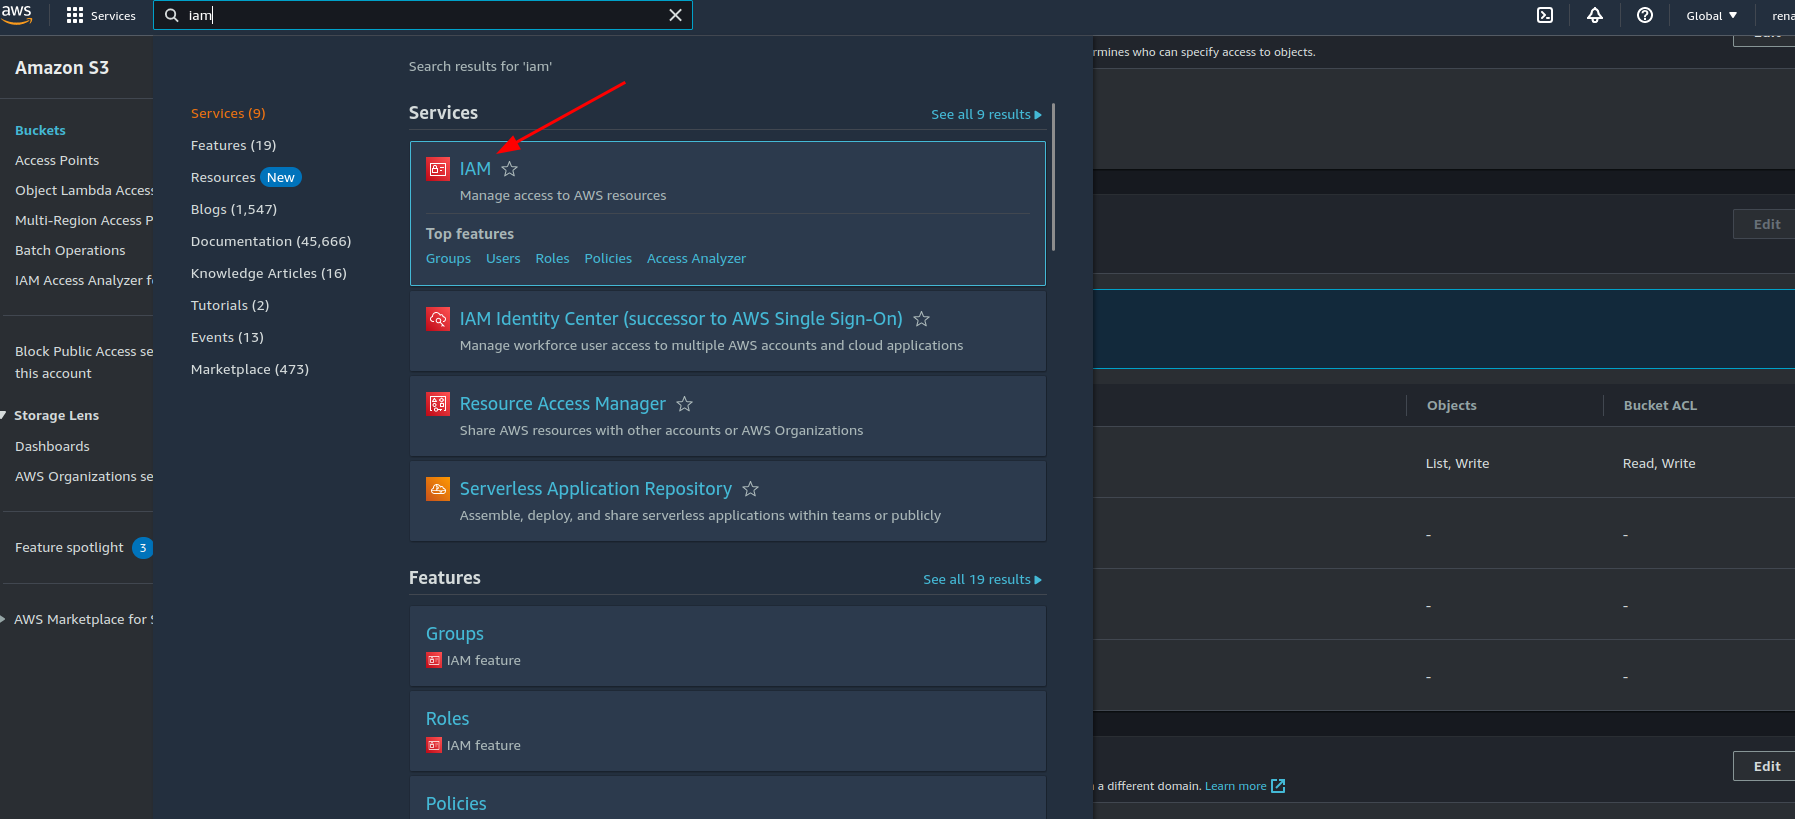 aws
Services
iam
Global
rena
Amazon S3
Buckets
Access Points
Object Lambda Access
Multi-Region Access P
Batch Operations
IAM Access Analyzer fo
Block Public Access se
this account
Storage Lens
Dashboards
AWS Organizations se
Feature spotlight 3
AWS Marketplace for S
Services (9)
Features (19)
Resources New
Blogs (1,547)
Documentation (45,666)
Knowledge Articles (16)
Tutorials (2)
Events (13)
Marketplace (473)
Search results for 'iam'
Services
See all 9 results
IAM
Manage access to AWS resources
Top features
Groups Users Roles Policies Access Analyzer
IAM Identity Center (successor to AWS Single Sign-On)
Manage workforce user access to multiple AWS accounts and cloud applications
Resource Access Manager
Share AWS resources with other accounts or AWS Organizations
Serverless Application Repository
Assemble, deploy, and share serverless applications within teams or publicly
Features
See all 19 results
Groups
IAM feature
Roles
IAM feature
Policies
Edit
rmines who can specify access to objects.
Edit
Objects Bucket ACL
List, Write Read, Write
- -
- -
- -
Edit
a different domain. Learn more